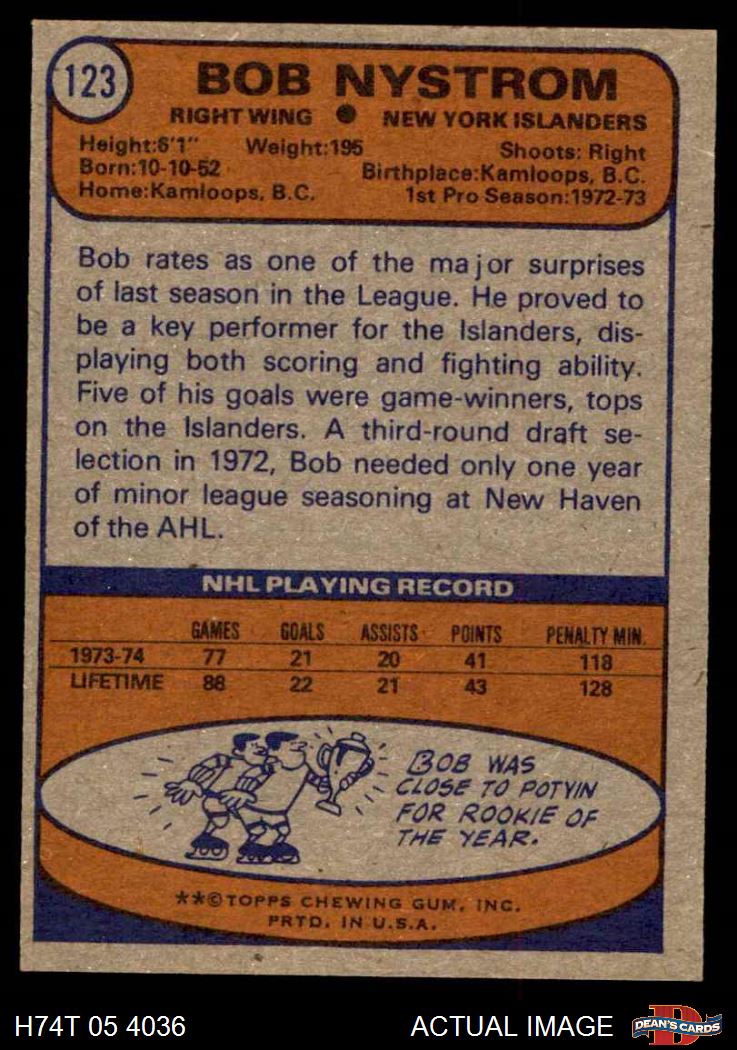 123
BOB NYSTROM
RIGHT WING ● NEW YORK ISLANDERS
Height:6'1" Weight:195 Shoots: Right
Born:10-10-52 Birthplace:Kamloops, B.C.
Home:Kamloops, B.C. 1st Pro Season:1972-73
Bob rates as one of the major surprises
of last season in the League. He proved to
be a key performer for the Islanders, dis-
playing both scoring and fighting ability.
Five of his goals were game-winners, tops
on the Islanders. A third-round draft se-
lection in 1972, Bob needed only one year
of minor league seasoning at New Haven
of the AHL.
NHL PLAYING RECORD
GAMES GOALS ASSISTS POINTS PENALTY MIN.
1973-74 77 21 20 41 118
LIFETIME 88 22 21 43 128
BOB WAS
CLOSE TO POTVIN
FOR ROOKIE OF
THE YEAR.
**©TOPPS CHEWING GUM, INC.
PRTD. IN U.S.A.
H74T 05 4036 ACTUAL IMAGE
D
DEAN'S CARDS